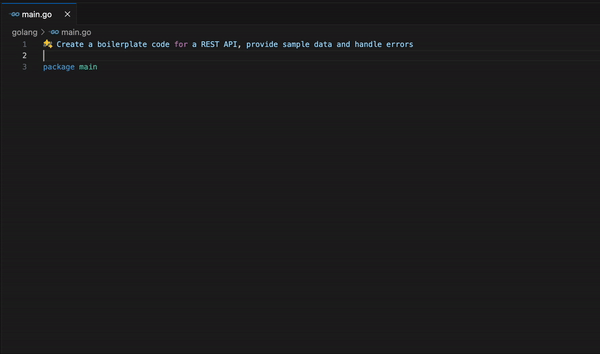 main.go
golang > main.go
1 Create a boilerplate code for a REST API, provide sample data and handle errors
2
3 package main